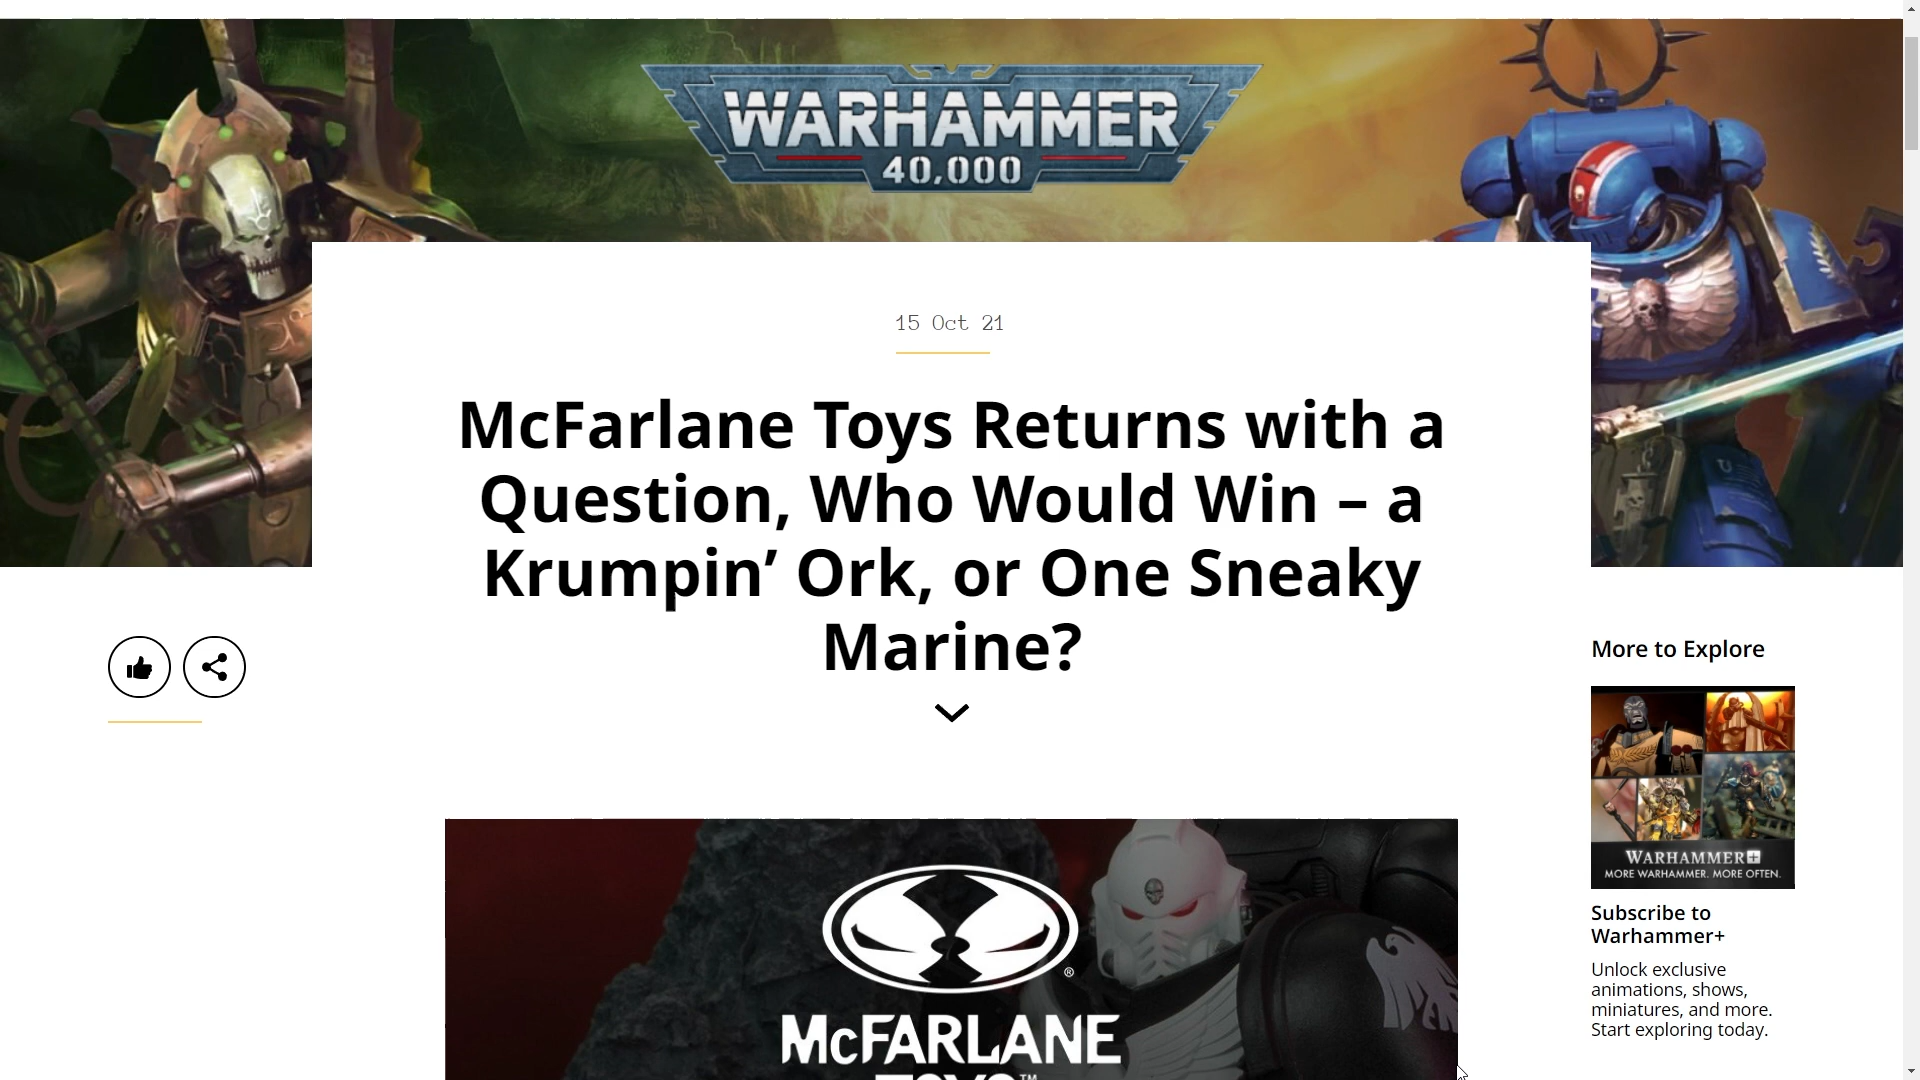 WARHAMMER
40,000
15 Oct 21
McFarlane Toys Returns with a
Question, Who Would Win – a
Krumpin’ Ork, or One Sneaky
Marine?
More to Explore
WARHAMMER+
MORE WARHAMMER. MORE OFTEN.
Subscribe to
Warhammer+
Unlock exclusive
animations, shows,
miniatures, and more.
Start exploring today.
®
McFARLANE
TOYS™